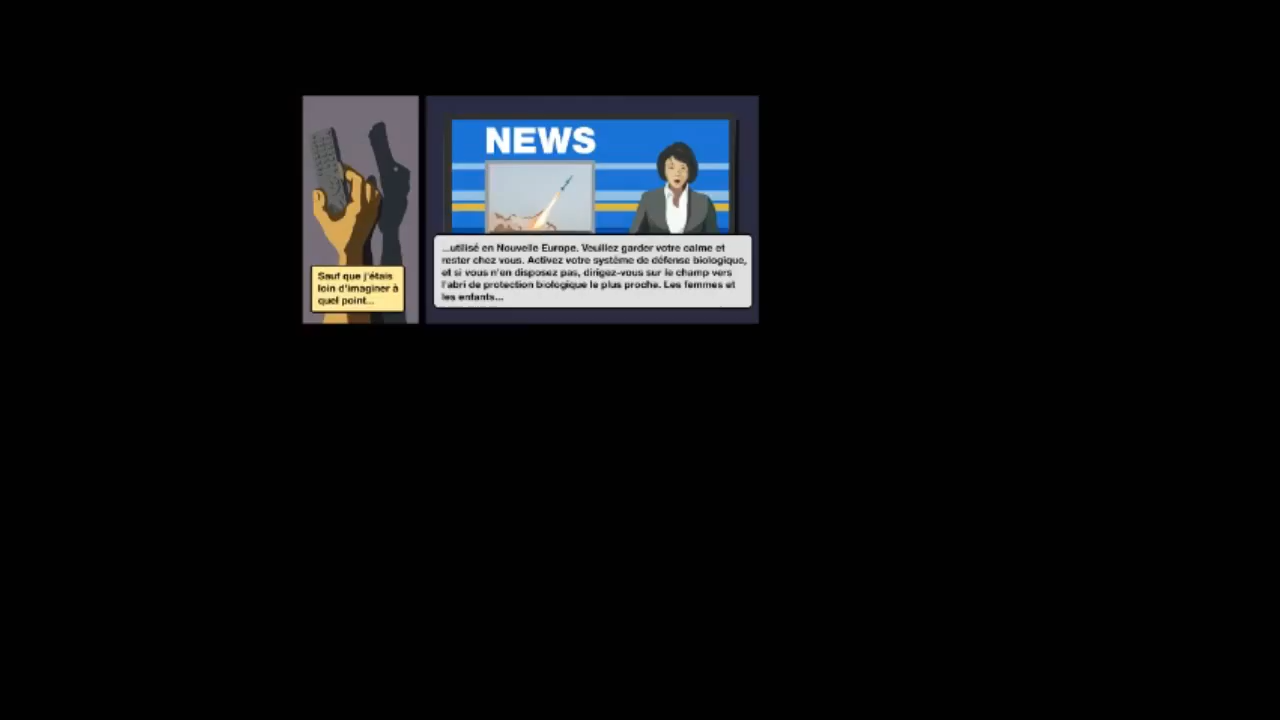 Sauf que j'étais
loin d'imaginer à
quel point...
NEWS
...utilisé en Nouvelle Europe. Veuillez garder votre calme et
rester chez vous. Activez votre système de défense biologique,
et si vous n'en disposez pas, dirigez-vous sur le champ vers
l'abri de protection biologique le plus proche. Les femmes et
les enfants...